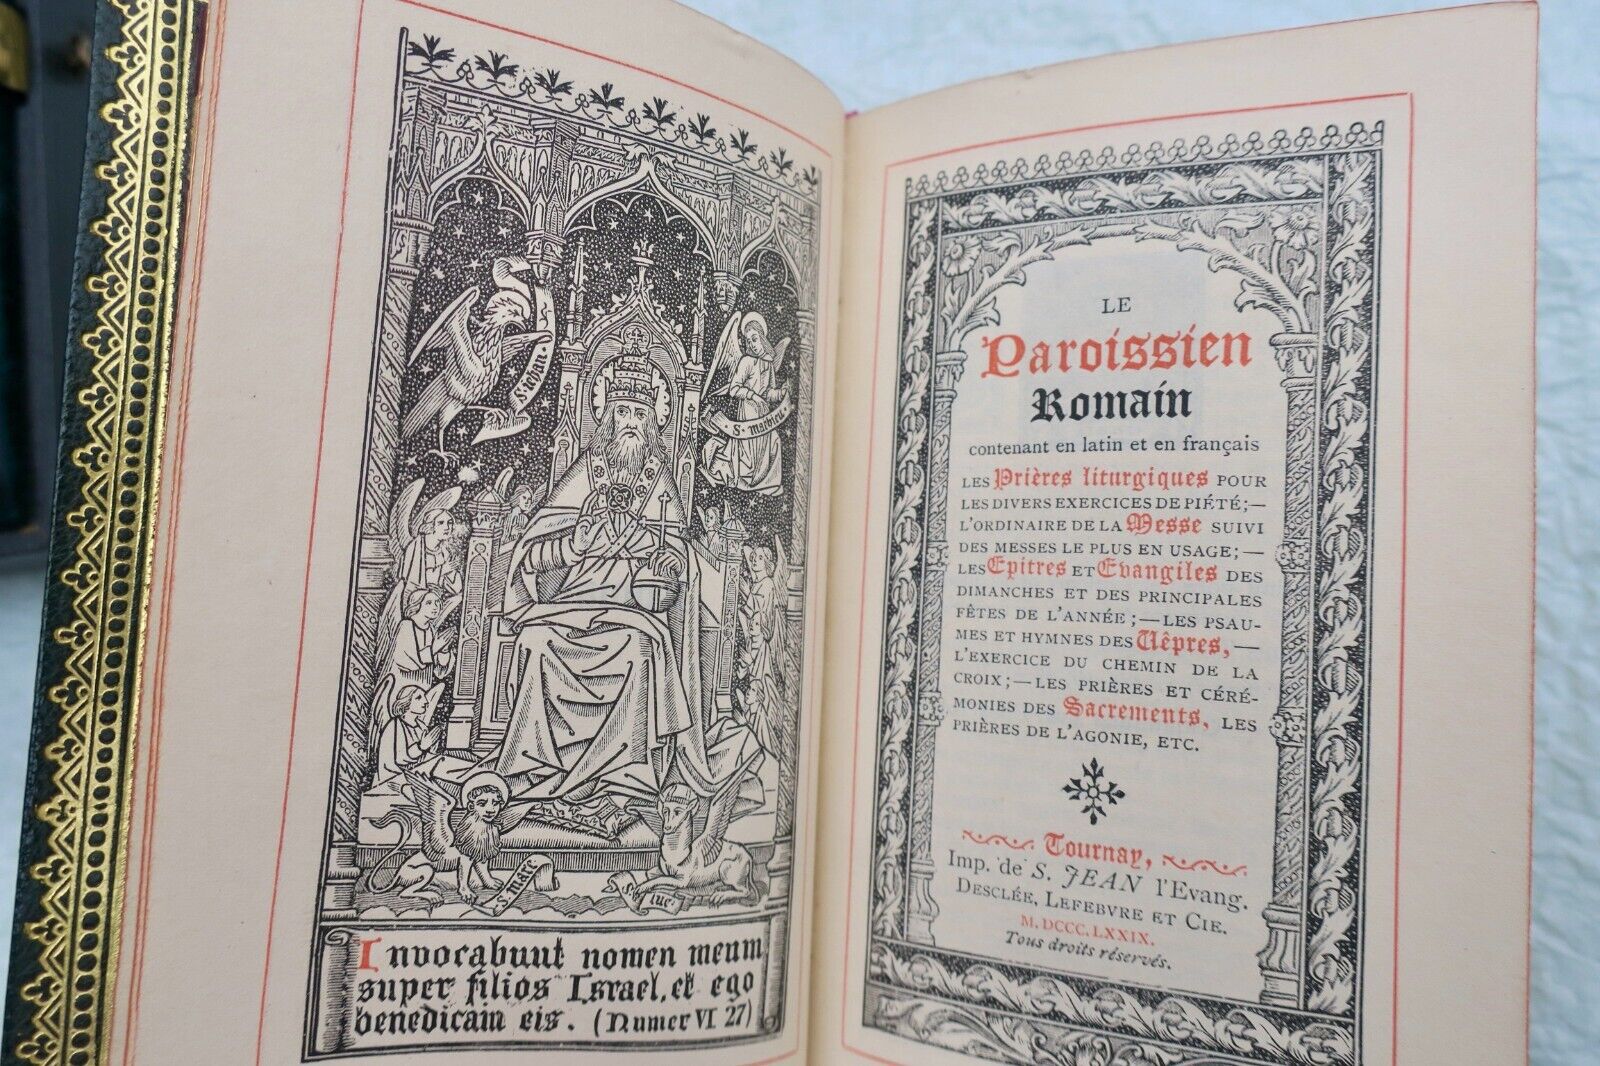 S. Jehan.
S. Mathieu.
S. Marc
S. Luc.
Invocabunt nomen meum
super filios Israel, et ego
benedicam eis. (Numer VI 27)
LE
Paroissien
Romain
contenant en latin et en français
LES Prières liturgiques POUR
LES DIVERS EXERCICES DE PIÉTÉ;—
L'ORDINAIRE DE LA Messe SUIVI
DES MESSES LE PLUS EN USAGE;—
LES Epitres ET Evangiles DES
DIMANCHES ET DES PRINCIPALES
FÊTES DE L'ANNÉE;—LES PSAU-
MES ET HYMNES DES Vêpres,—
L'EXERCICE DU CHEMIN DE LA
CROIX;—LES PRIÈRES ET CÉRÉ-
MONIES DES Sacrements, LES
PRIÈRES DE L'AGONIE, ETC.
Tournay,
Imp. de S. JEAN l'Evang.
DESCLÉE, LEFEBVRE ET CIE.
M. DCCC. LXXIX.
Tous droits réservés.